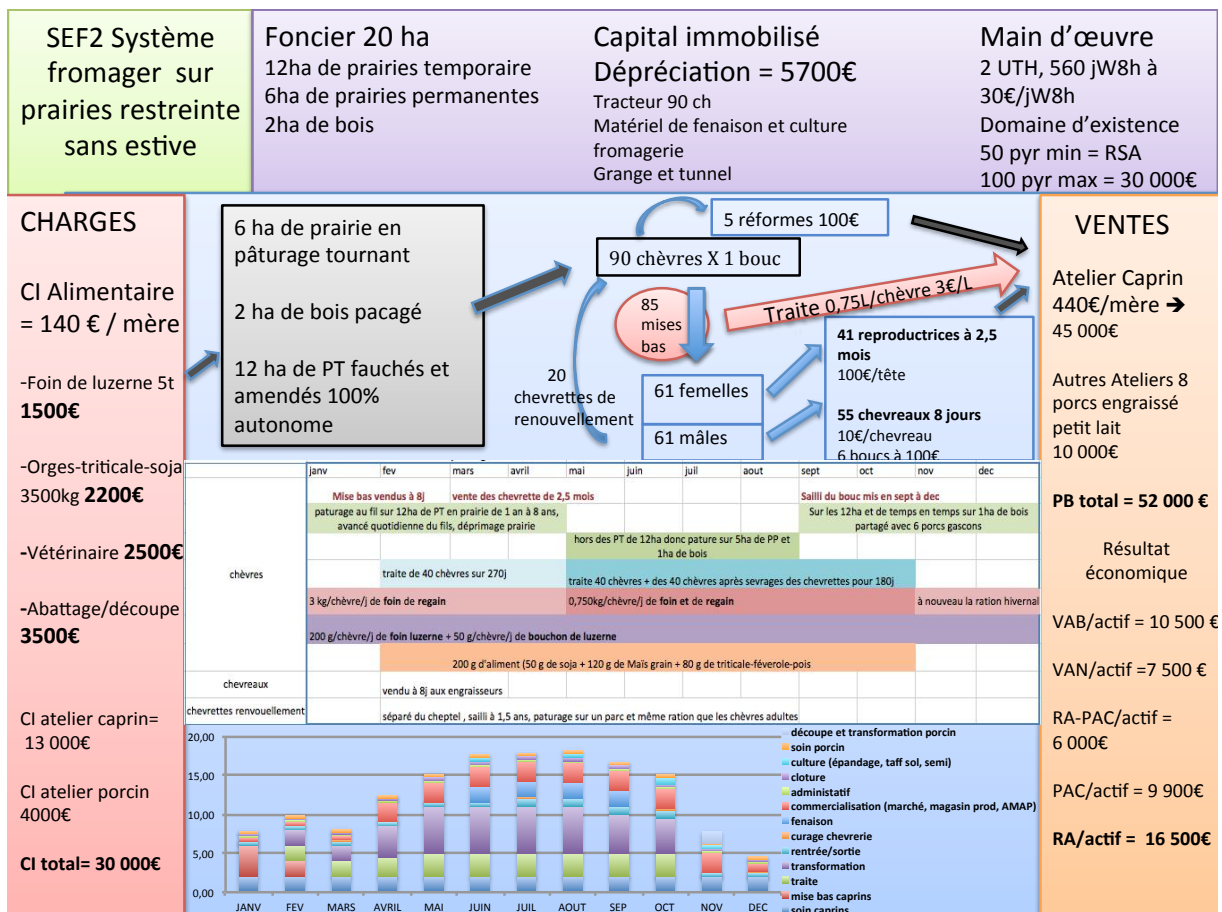 SEF2 Système
fromager sur
prairies restreinte
sans estive
Foncier 20 ha
12ha de prairies temporaire
6ha de prairies permanentes
2ha de bois
Capital immobilisé
Dépréciation = 5700€
Tracteur 90 ch
Matériel de fenaison et culture
fromagerie
Grange et tunnel
Main d'œuvre
2 UTH, 560 jW8h à
30€/jW8h
Domaine d'existence
50 pyr min = RSA
100 pyr max = 30 000€
CHARGES
CI Alimentaire
= 140 € / mère
-Foin de luzerne 5t
1500€
-Orges-triticale-soja
3500kg 2200€
-Vétérinaire 2500€
-Abattage/découpe
3500€
CI atelier caprin=
13 000€
CI atelier porcin
4000€
CI total= 30 000€
6 ha de prairie en
pâturage tournant
2 ha de bois pacagé
12 ha de PT fauchés et
amendés 100%
autonome
5 réformes 100€
90 chèvres X 1 bouc
85
mises
bas
Traite 0,75L/chèvre 3€/L
20
chevrettes de
renouvellement
61 femelles
61 mâles
41 reproductrices à 2,5
mois
100€/tête
55 chevreaux 8 jours
10€/chevreau
6 boucs à 100€
VENTES
Atelier Caprin
440€/mère ➔
45 000€
Autres Ateliers 8
porcs engraissé
petit lait
10 000€
PB total = 52 000 €
Résultat
économique
VAB/actif = 10 500 €
VAN/actif =7 500 €
RA-PAC/actif =
6 000€
PAC/actif = 9 900€
RA/actif = 16 500€
janv fev mars avril mai juin juil aout sept oct nov dec
Mise bas vendus à 8j vente des chevrette de 2,5 mois Sailli du bouc mis en sept à dec
paturage au fil sur 12ha de PT en prairie de 1 an à 8 ans,
avancé quotidienne du fils, déprimage prairie
Sur les 12ha et de temps en temps sur 1ha de bois
partagé avec 6 porcs gascons
hors des PT de 12ha donc pature sur 5ha de PP et
1ha de bois
chèvres
traite de 40 chèvres sur 270j
traite 40 chèvres + des 40 chèvres après sevrages des chevrettes pour 180j
3 kg/chèvre/j de foin de regain 0,750kg/chèvre/j de foin et de regain à nouveau la ration hivernal
200 g/chèvre/j de foin luzerne + 50 g/chèvre/j de bouchon de luzerne
200 g d'aliment (50 g de soja + 120 g de Maïs grain + 80 g de triticale-féverole-pois
chevreaux vendu à 8j aux engraisseurs
chevrettes renvouellement séparé du cheptel , sailli à 1,5 ans, paturage sur un parc et même ration que les chèvres adultes
20,00
15,00
10,00
5,00
0,00
JANV FEV MARS AVRIL MAI JUIN JUIL AOUT SEP OCT NOV DEC
découpe et transformation porcin
soin porcin
culture (épandage, taff sol, semi)
cloture
administatif
commercialisation (marché, magasin prod, AMAP)
fenaison
curage chevrerie
rentrée/sortie
transformation
traite
mise bas caprins
soin caprins